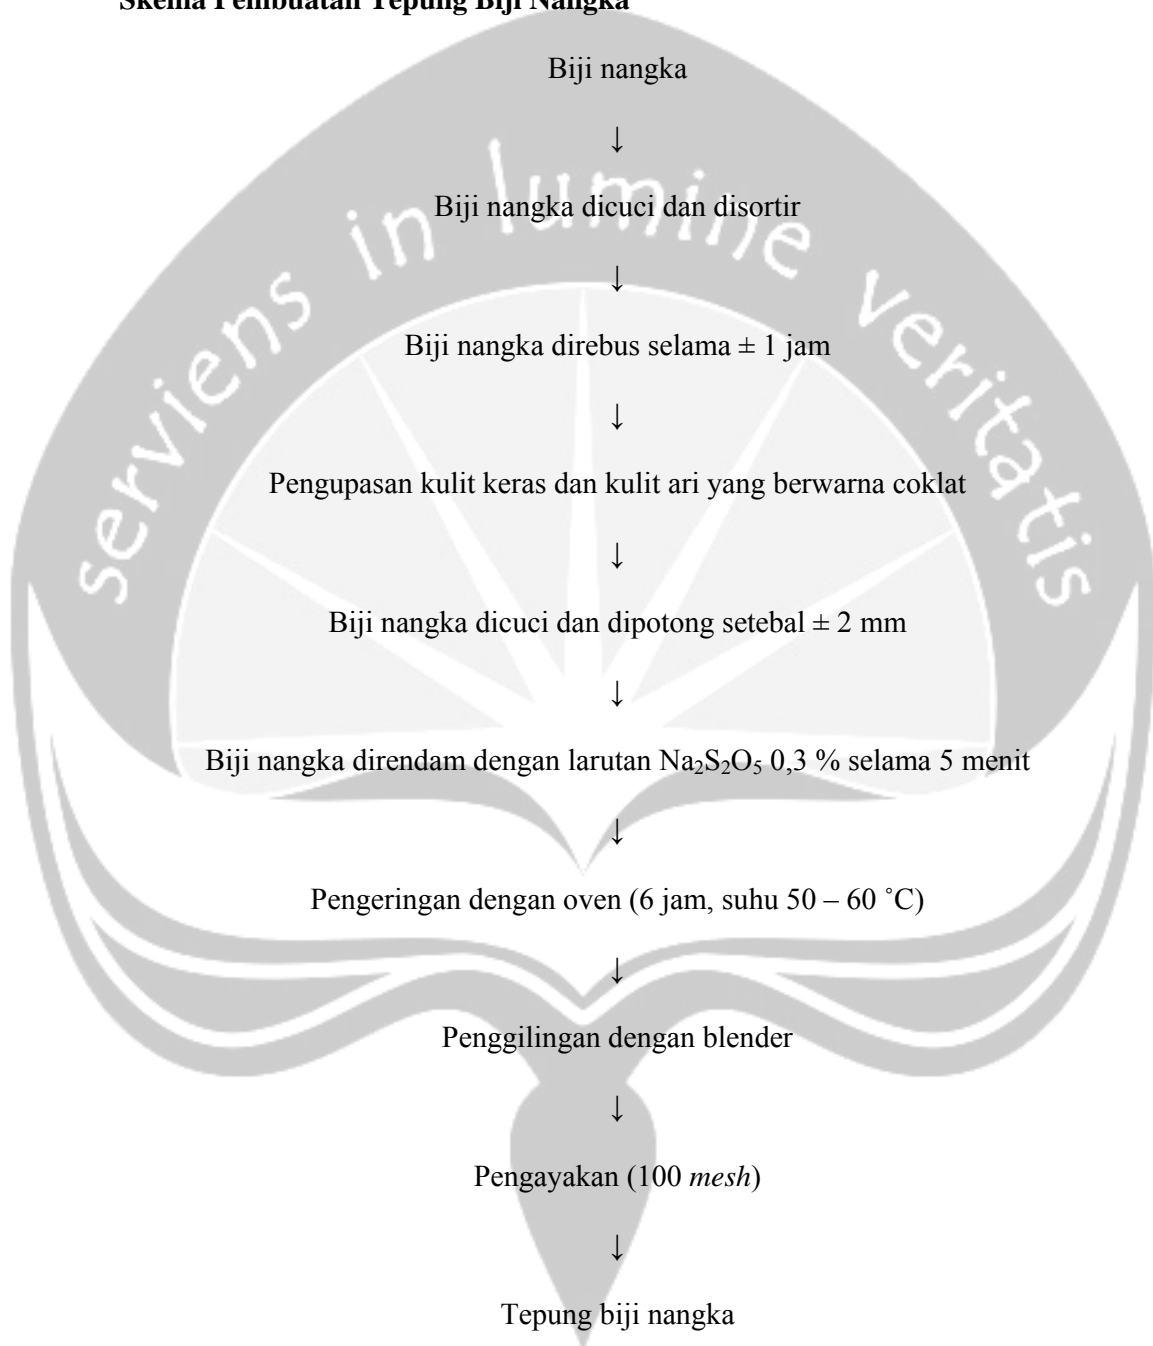 Skema Pembuatan Tepung Biji Nangka
Biji nangka
↓
Biji nangka dicuci dan disortir
↓
Biji nangka direbus selama ± 1 jam
↓
Pengupasan kulit keras dan kulit ari yang berwarna coklat
↓
Biji nangka dicuci dan dipotong setebal ± 2 mm
↓
Biji nangka direndam dengan larutan Na₂S₂O₅ 0,3 % selama 5 menit
↓
Pengeringan dengan oven (6 jam, suhu 50 – 60 ˚C)
↓
Penggilingan dengan blender
↓
Pengayakan (100 mesh)
↓
Tepung biji nangka
serviens in lumine veritatis